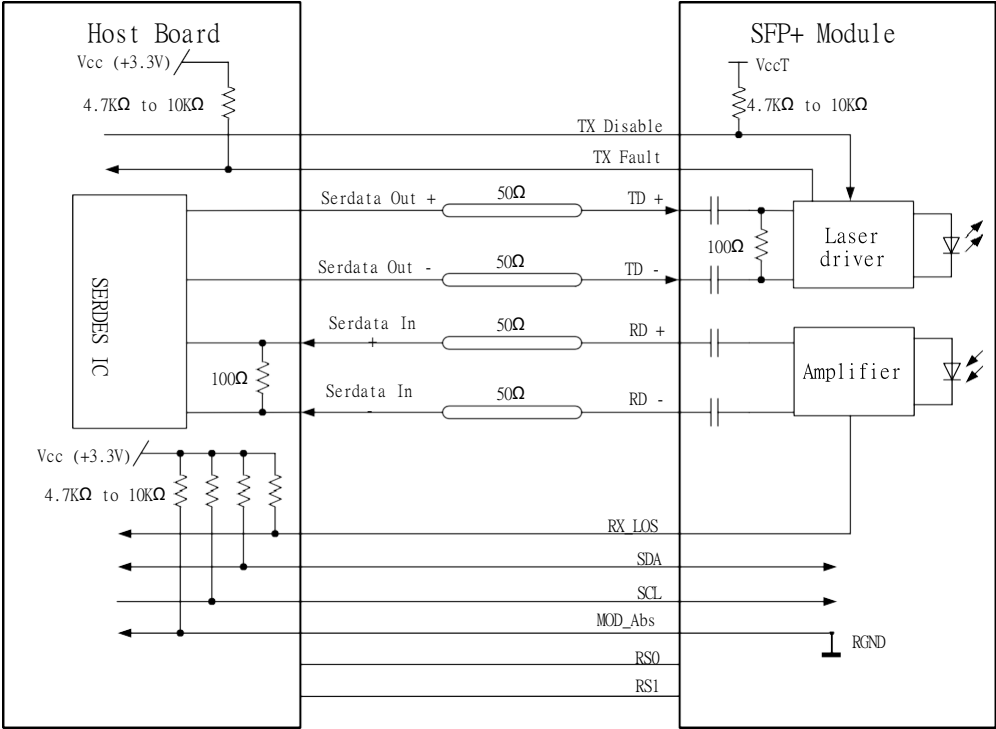 Host Board
SFP+ Module
Vcc (+3.3V)
VccT
4.7KΩ to 10KΩ
4.7KΩ to 10KΩ
TX Disable
TX Fault
Serdata Out +
50Ω
TD +
100Ω
Laser
driver
Serdata Out -
50Ω
TD -
SERDES IC
Serdata In
+
50Ω
RD +
100Ω
Amplifier
Serdata In
-
50Ω
RD -
Vcc (+3.3V)
4.7KΩ to 10KΩ
RX_LOS
SDA
SCL
MOD_Abs
RGND
RS0
RS1